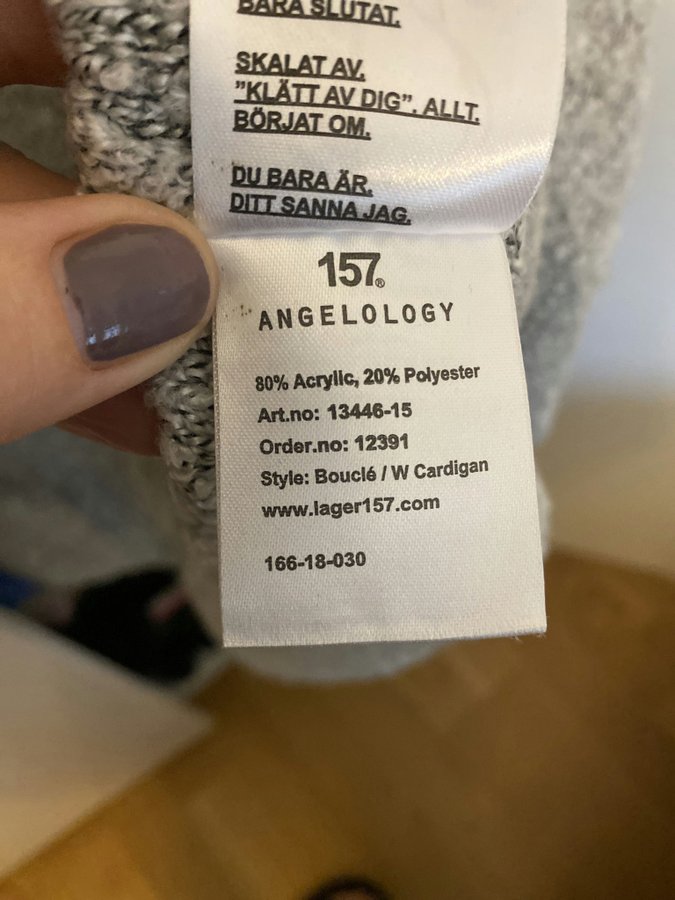 BARA SLUTAT.
SKALAT AV.
"KLÄTT AV DIG". ALLT.
BÖRJAT OM.
DU BARA ÄR.
DITT SANNA JAG.
157®
ANGELOLOGY
80% Acrylic, 20% Polyester
Art.no: 13446-15
Order.no: 12391
Style: Bouclé / W Cardigan
www.lager157.com
166-18-030